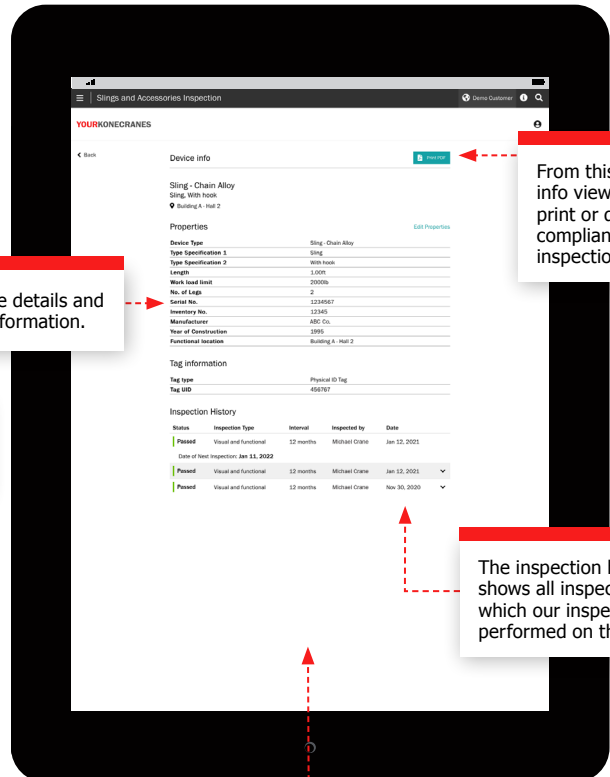 Slings and Accessories Inspection
Demo Customer
YOURKONECRANES
Back
Device info
Print PDF
Sling - Chain Alloy
Sling, With hook
Building A - Hall 2
Properties
Edit Properties
Device Type Sling - Chain Alloy
Type Specification 1 Sling
Type Specification 2 With hook
Length 1.00ft
Work load limit 2000lb
No. of Legs 2
Serial No. 1234567
Inventory No. 12345
Manufacturer ABC Co.
Year of Construction 1995
Functional location Building A - Hall 2
Tag information
Tag type Physical ID Tag
Tag UID 456767
Inspection History
Status Inspection Type Interval Inspected by Date
Passed Visual and functional 12 months Michael Crane Jan 12, 2021
Date of Next Inspection: Jan 11, 2022
Passed Visual and functional 12 months Michael Crane Jan 12, 2021
Passed Visual and functional 12 months Michael Crane Nov 30, 2020
From this
info view
print or
complian
inspectio
e details and
formation.
The inspection
shows all inspec
which our inspe
performed on th